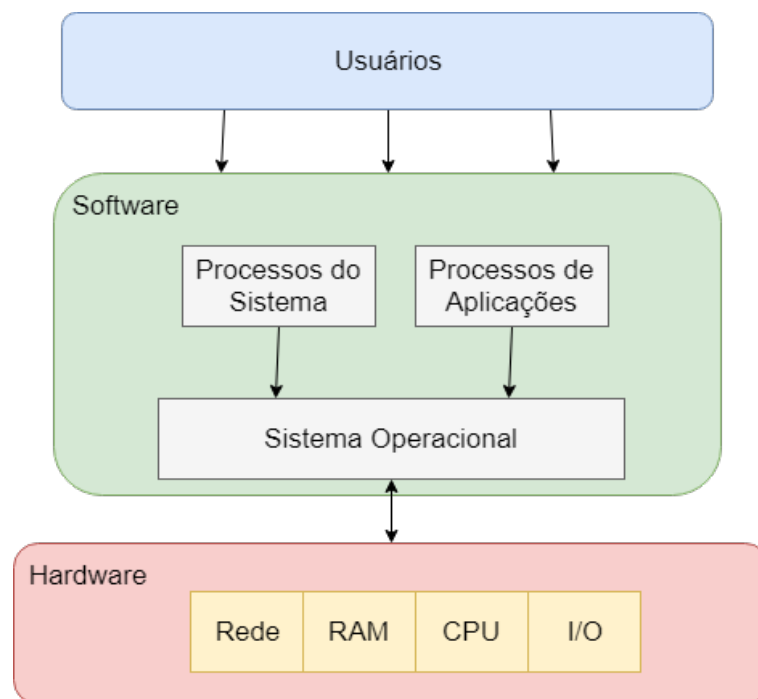 Usuários
Software
Processos do
Sistema
Processos de
Aplicações
Sistema Operacional
Hardware
Rede
RAM
CPU
I/O